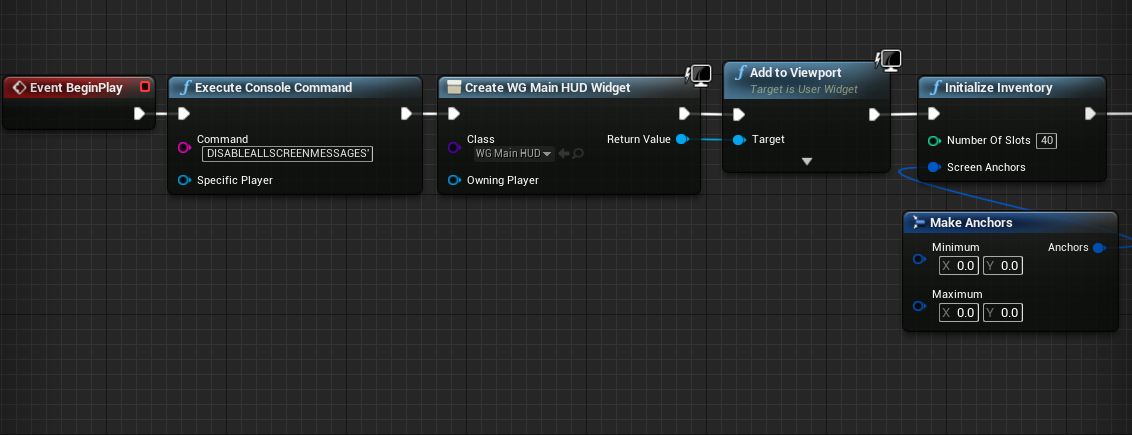 Event BeginPlay
Execute Console Command
Command
DISABLEALLSCREENMESSAGES'
Specific Player
Create WG Main HUD Widget
Class
WG Main HUD
Return Value
Owning Player
Add to Viewport
Target is User Widget
Target
Initialize Inventory
Number Of Slots 40
Screen Anchors
Make Anchors
Minimum
X 0.0 Y 0.0
Anchors
Maximum
X 0.0 Y 0.0